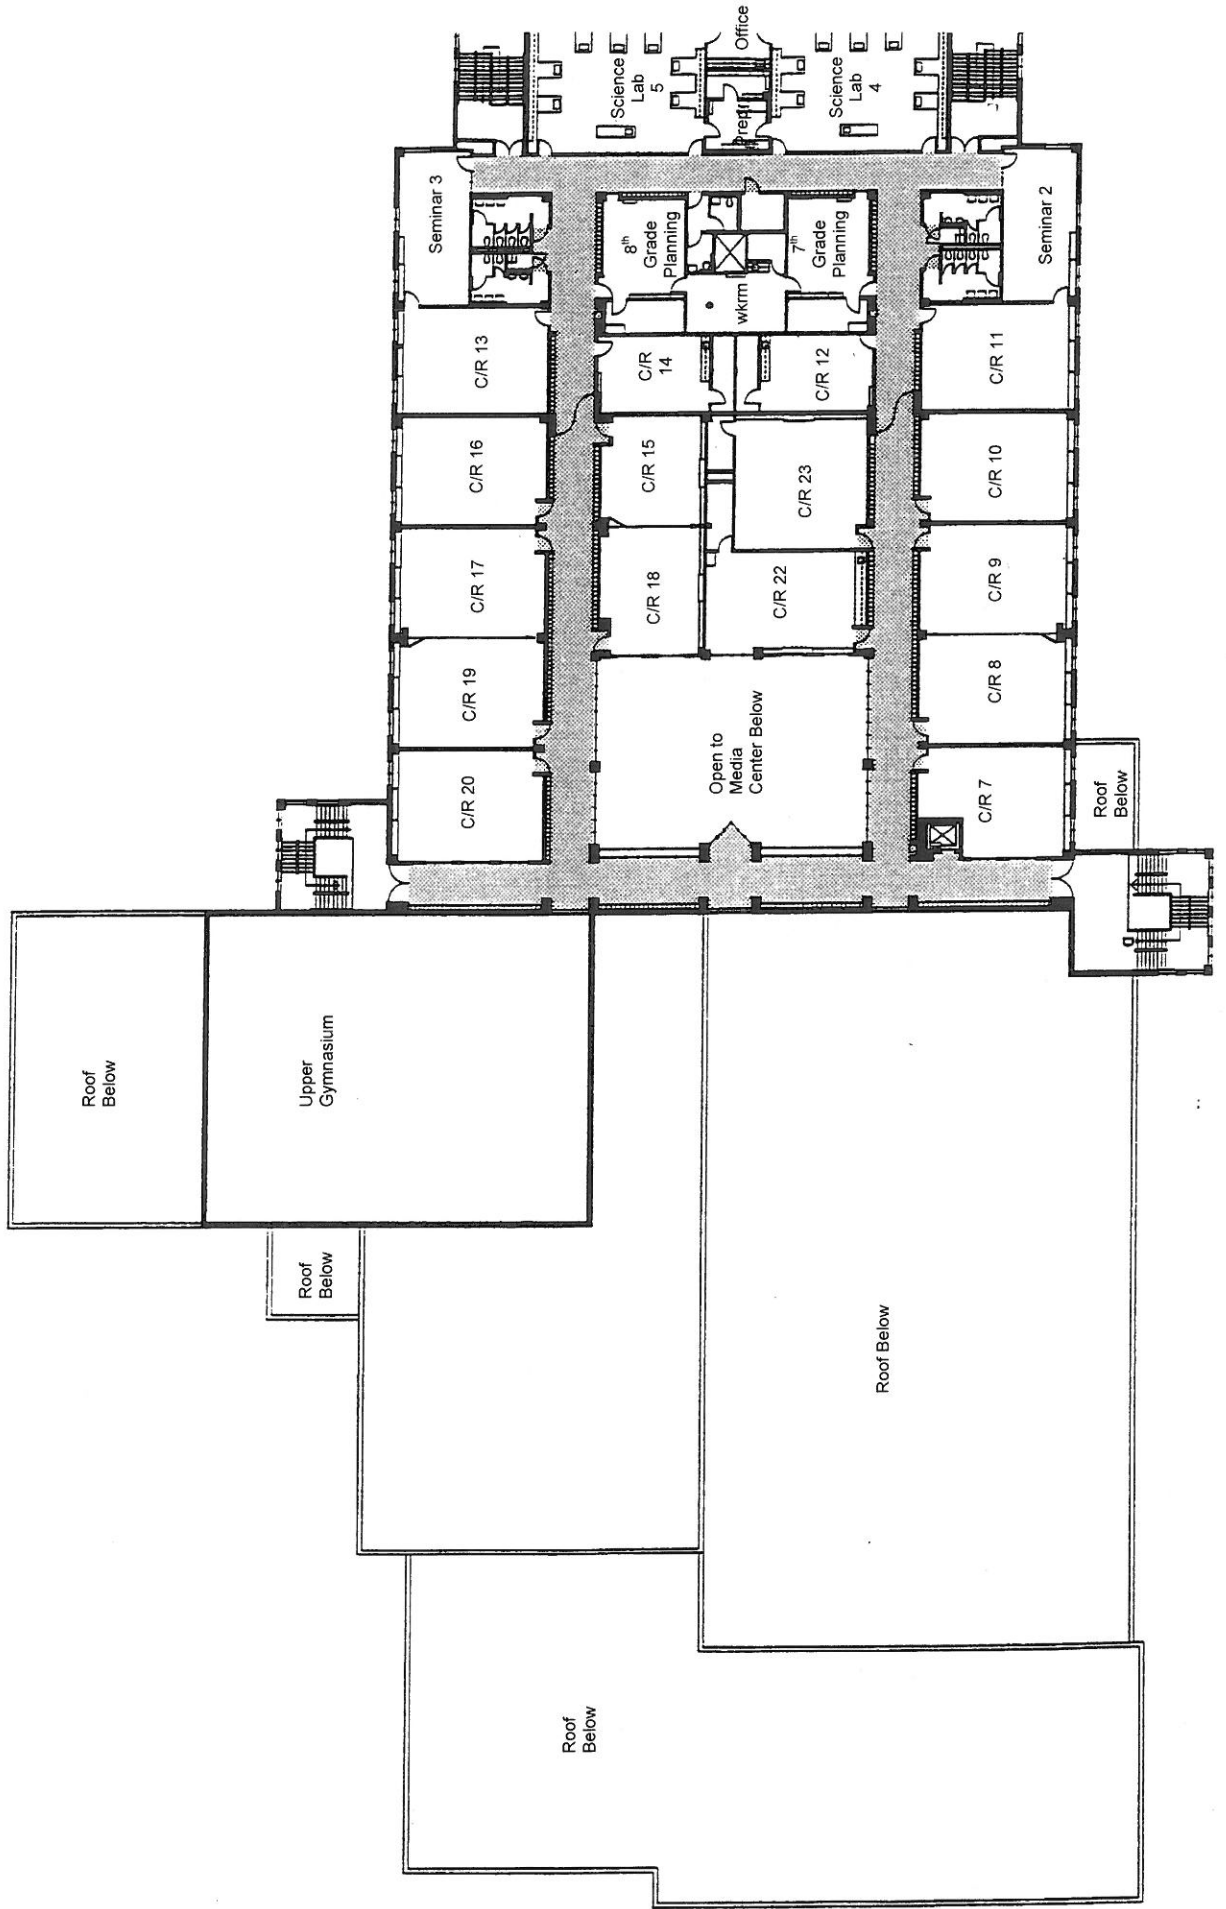 Roof
Below
Upper
Gymnasium
Roof
Below
Roof
Below
Roof Below
C/R 20
C/R 19
C/R 17
C/R 16
C/R 13
Seminar 3
Open to
Media
Center Below
C/R 18
C/R 15
C/R
14
8th
Grade
Planning
wkrm
C/R 22
C/R 23
C/R 12
7th
Grade
Planning
C/R 7
C/R 8
C/R 9
C/R 10
C/R 11
Seminar 2
Roof
Below
D
Science
Lab
5
Office
Science
Lab
4